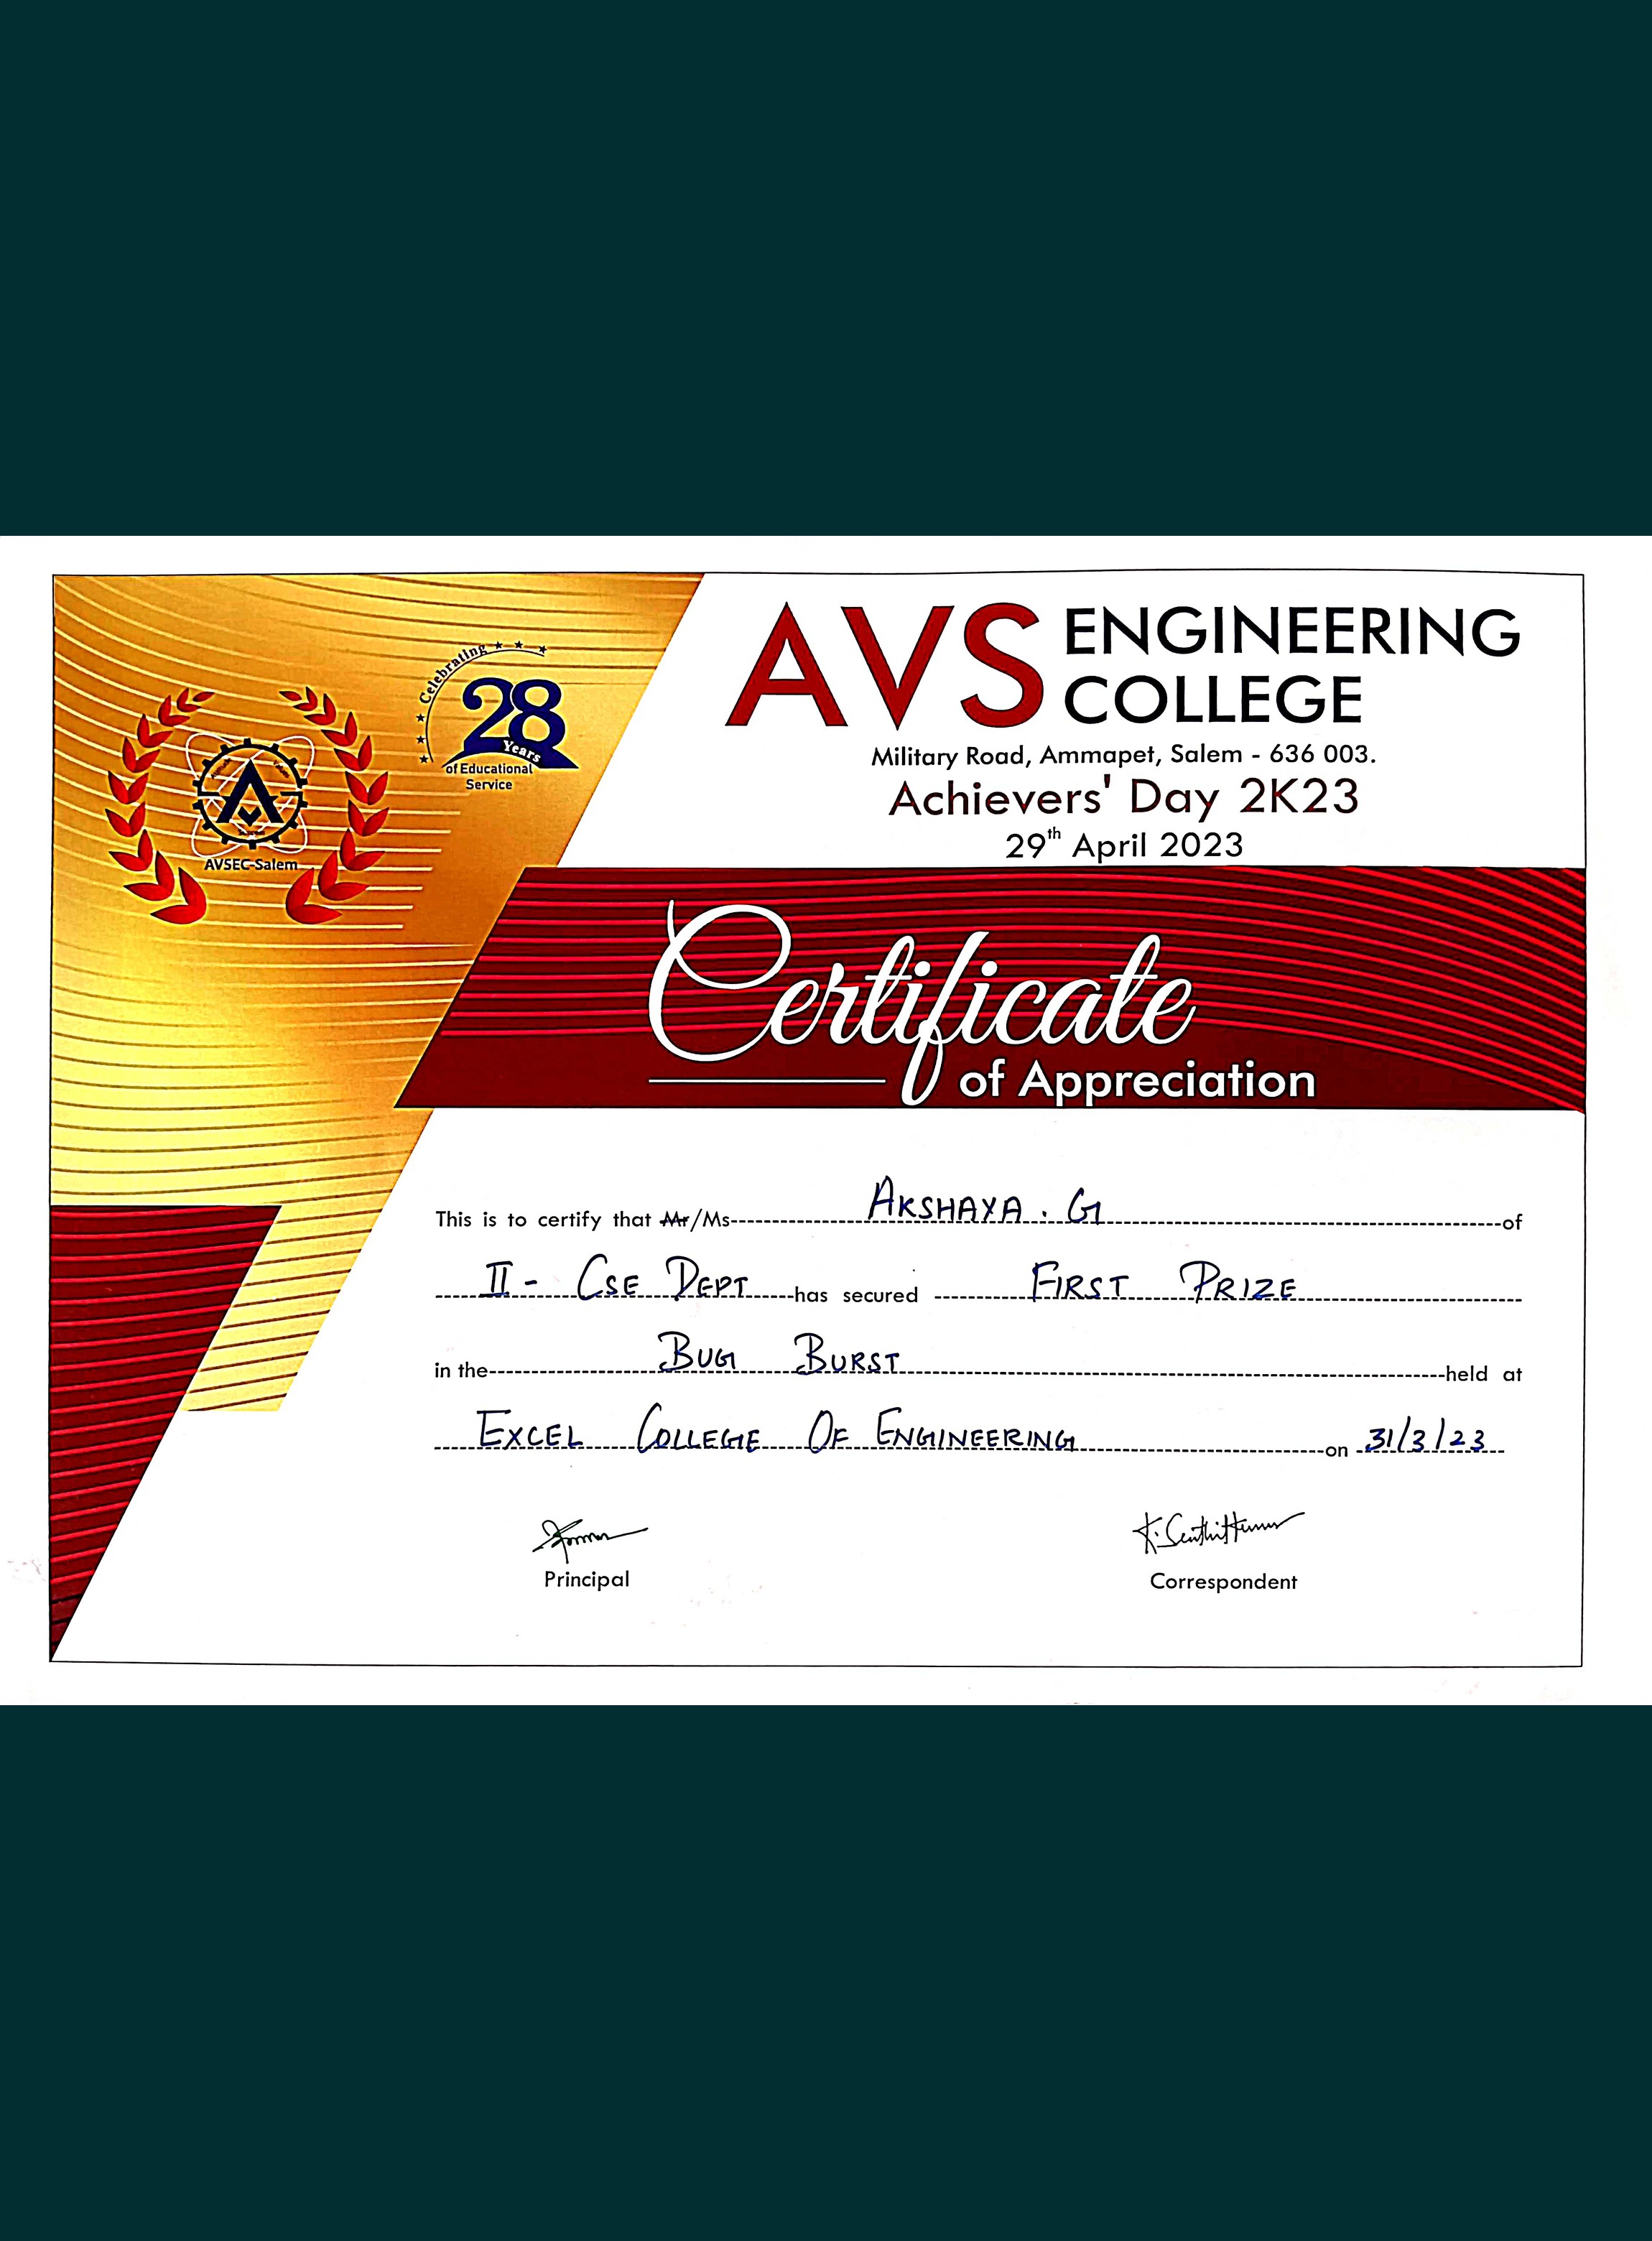 AVS ENGINEERING COLLEGE
Military Road, Ammapet, Salem - 636 003.
Achievers' Day 2K23
29th April 2023
Celebrating
28
Years
of Educational
Service
AVSEC-Salem
Certificate
of Appreciation
This is to certify that Mr/Ms AKSHAYA . G of
II - CSE DEPT has secured FIRST PRIZE
in the BUG BURST held at
EXCEL COLLEGE OF ENGINEERING on 31/3/23
K. Senthilkumar
Principal
Correspondent